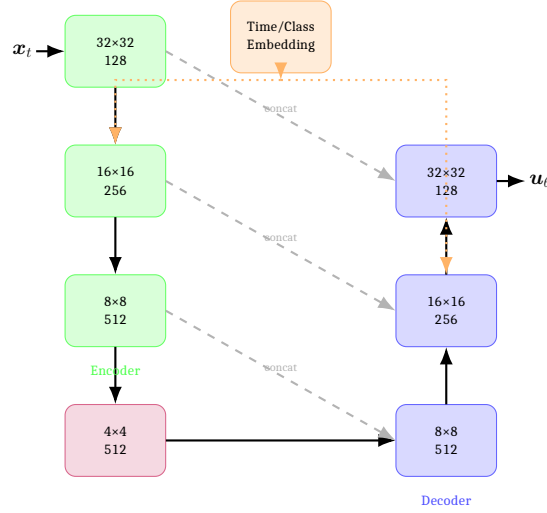 x_t
32×32
128
Time/Class
Embedding
concat
16×16
256
32×32
128
u_t
concat
8×8
512
16×16
256
Encoder
concat
4×4
512
8×8
512
Decoder